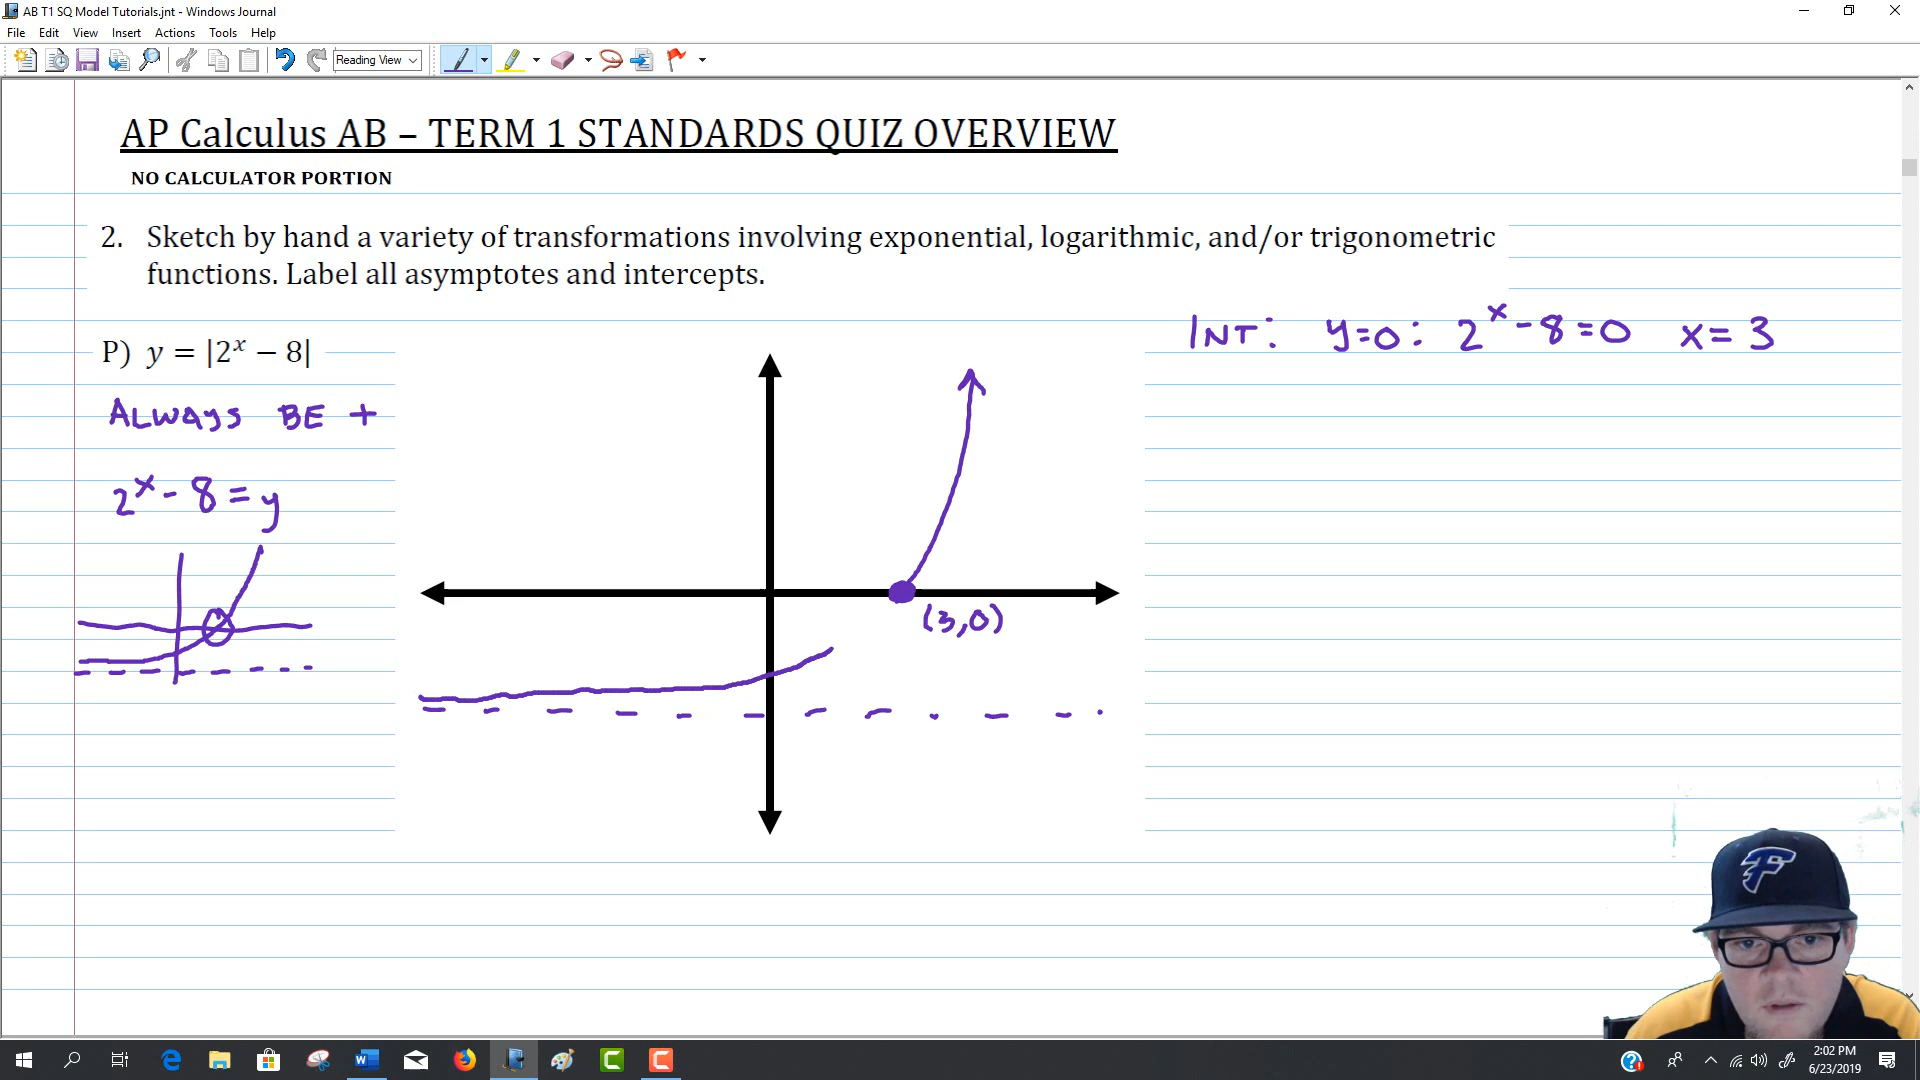 AB T1 SQ Model Tutorials.jnt - Windows Journal
File Edit View Insert Actions Tools Help
Reading View
AP Calculus AB – TERM 1 STANDARDS QUIZ OVERVIEW
NO CALCULATOR PORTION
2. Sketch by hand a variety of transformations involving exponential, logarithmic, and/or trigonometric
functions. Label all asymptotes and intercepts.
INT: y=0: 2^x - 8 = 0 x = 3
P) y = |2^x − 8|
ALWAYS BE +
2^x - 8 = y
(3,0)
F
2:02 PM
6/23/2019